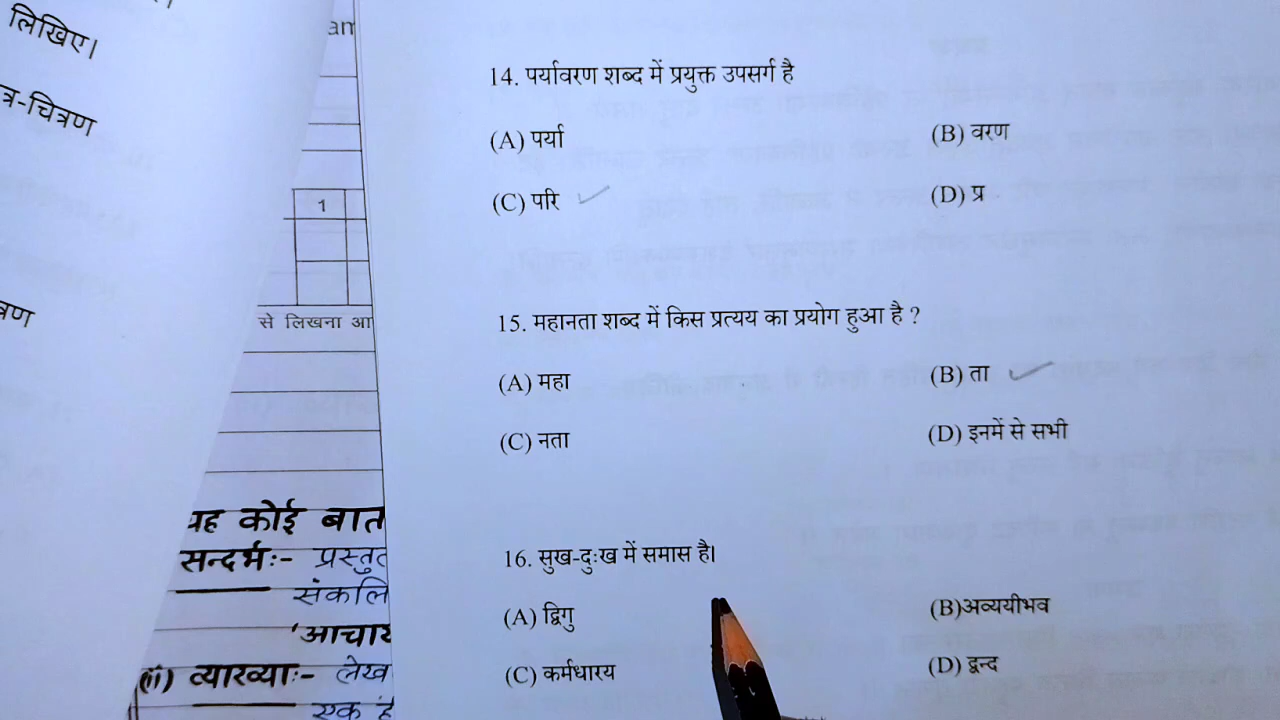 लिखिए।
त्र-चित्रण
am
1
से लिखना आ
यह कोई बात
सन्दर्भः- प्रस्तुत
संकलि
'आचार्य
(ii) व्याख्याः- लेख
एक है
14. पर्यावरण शब्द में प्रयुक्त उपसर्ग है
(A) पर्या
(B) वरण
(C) परि
(D) प्र
15. महानता शब्द में किस प्रत्यय का प्रयोग हुआ है ?
(A) महा
(B) ता
(C) नता
(D) इनमें से सभी
16. सुख-दुःख में समास है।
(A) द्विगु
(B)अव्ययीभव
(C) कर्मधारय
(D) द्वन्द